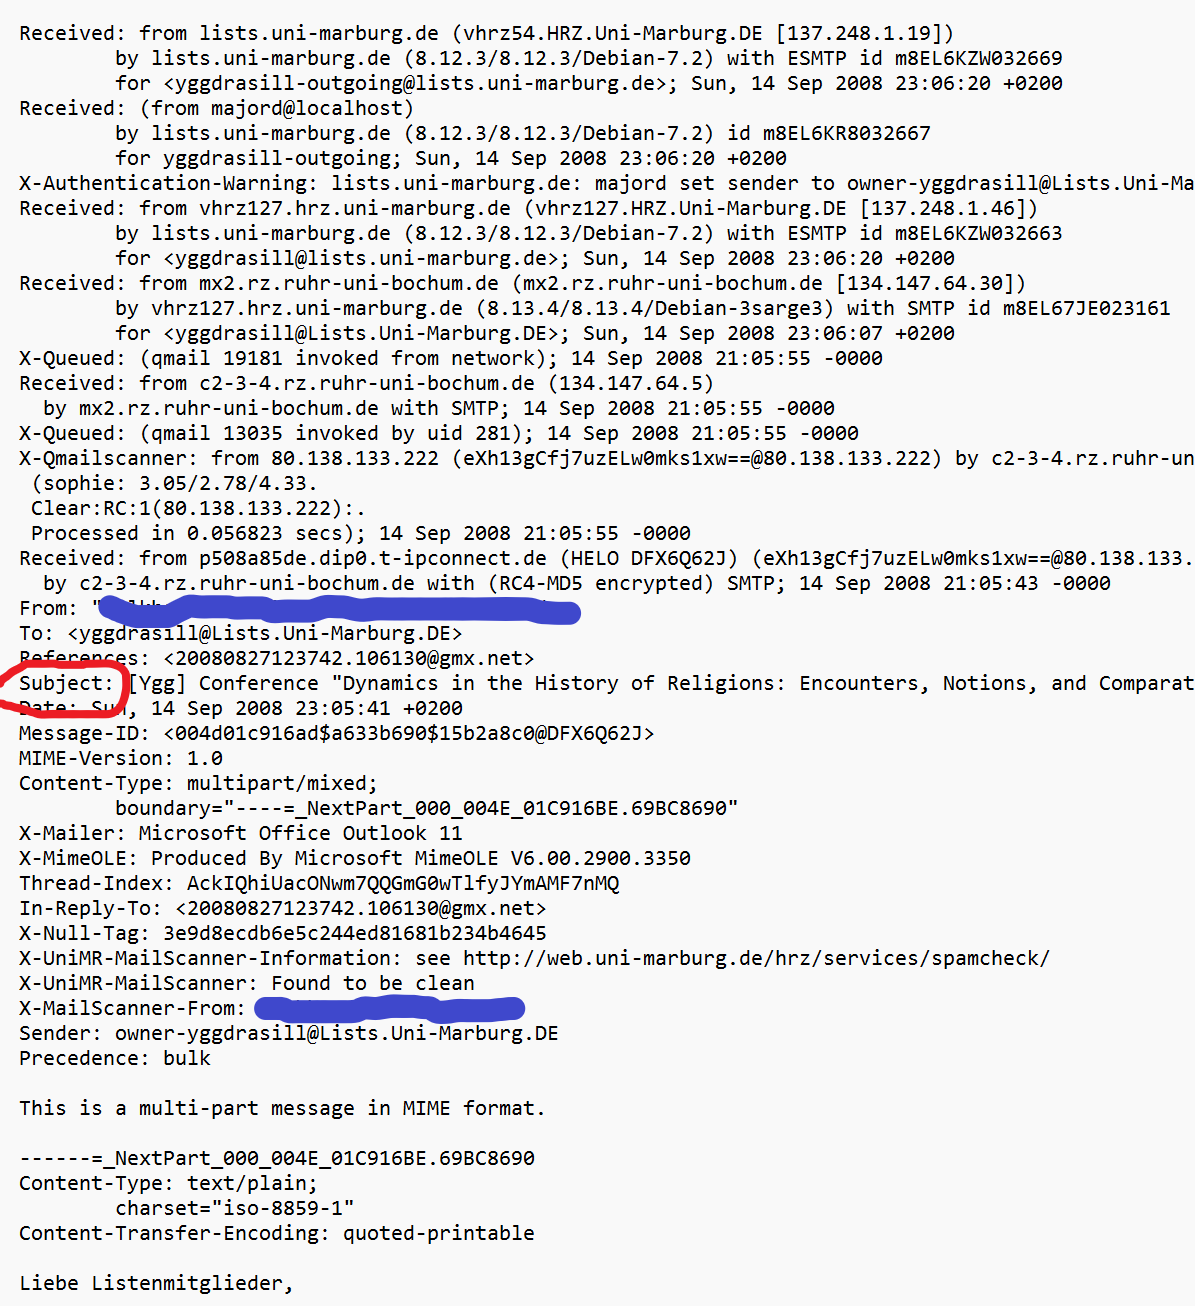 Received: from lists.uni-marburg.de (vhrz54.HRZ.Uni-Marburg.DE [137.248.1.19])
by lists.uni-marburg.de (8.12.3/8.12.3/Debian-7.2) with ESMTP id m8EL6KZW032669
for <yggdrasill-outgoing@lists.uni-marburg.de>; Sun, 14 Sep 2008 23:06:20 +0200
Received: (from majord@localhost)
by lists.uni-marburg.de (8.12.3/8.12.3/Debian-7.2) id m8EL6KR8032667
for yggdrasill-outgoing; Sun, 14 Sep 2008 23:06:20 +0200
X-Authentication-Warning: lists.uni-marburg.de: majord set sender to owner-yggdrasill@Lists.Uni-Ma
Received: from vhrz127.hrz.uni-marburg.de (vhrz127.HRZ.Uni-Marburg.DE [137.248.1.46])
by lists.uni-marburg.de (8.12.3/8.12.3/Debian-7.2) with ESMTP id m8EL6KZW032663
for <yggdrasill@lists.uni-marburg.de>; Sun, 14 Sep 2008 23:06:20 +0200
Received: from mx2.rz.ruhr-uni-bochum.de (mx2.rz.ruhr-uni-bochum.de [134.147.64.30])
by vhrz127.hrz.uni-marburg.de (8.13.4/8.13.4/Debian-3sarge3) with SMTP id m8EL67JE023161
for <yggdrasill@Lists.Uni-Marburg.DE>; Sun, 14 Sep 2008 23:06:07 +0200
X-Queued: (qmail 19181 invoked from network); 14 Sep 2008 21:05:55 -0000
Received: from c2-3-4.rz.ruhr-uni-bochum.de (134.147.64.5)
by mx2.rz.ruhr-uni-bochum.de with SMTP; 14 Sep 2008 21:05:55 -0000
X-Queued: (qmail 13035 invoked by uid 281); 14 Sep 2008 21:05:55 -0000
X-Qmailscanner: from 80.138.133.222 (eXh13gCfj7uzELw0mks1xw==@80.138.133.222) by c2-3-4.rz.ruhr-un
(sophie: 3.05/2.78/4.33.
Clear:RC:1(80.138.133.222):.
Processed in 0.056823 secs); 14 Sep 2008 21:05:55 -0000
Received: from p508a85de.dip0.t-ipconnect.de (HELO DFX6Q62J) (eXh13gCfj7uzELw0mks1xw==@80.138.133.
by c2-3-4.rz.ruhr-uni-bochum.de with (RC4-MD5 encrypted) SMTP; 14 Sep 2008 21:05:43 -0000
From: "
To: <yggdrasill@Lists.Uni-Marburg.DE>
References: <20080827123742.106130@gmx.net>
Subject: [Ygg] Conference "Dynamics in the History of Religions: Encounters, Notions, and Comparat
Date: Sun, 14 Sep 2008 23:05:41 +0200
Message-ID: <004d01c916ad$a633b690$15b2a8c0@DFX6Q62J>
MIME-Version: 1.0
Content-Type: multipart/mixed;
boundary="----=_NextPart_000_004E_01C916BE.69BC8690"
X-Mailer: Microsoft Office Outlook 11
X-MimeOLE: Produced By Microsoft MimeOLE V6.00.2900.3350
Thread-Index: AckIQhiUacONwm7QQGmG0wTlfyJYmAMF7nMQ
In-Reply-To: <20080827123742.106130@gmx.net>
X-Null-Tag: 3e9d8ecdb6e5c244ed81681b234b4645
X-UniMR-MailScanner-Information: see http://web.uni-marburg.de/hrz/services/spamcheck/
X-UniMR-MailScanner: Found to be clean
X-MailScanner-From:
Sender: owner-yggdrasill@Lists.Uni-Marburg.DE
Precedence: bulk
This is a multi-part message in MIME format.
------=_NextPart_000_004E_01C916BE.69BC8690
Content-Type: text/plain;
charset="iso-8859-1"
Content-Transfer-Encoding: quoted-printable
Liebe Listenmitglieder,